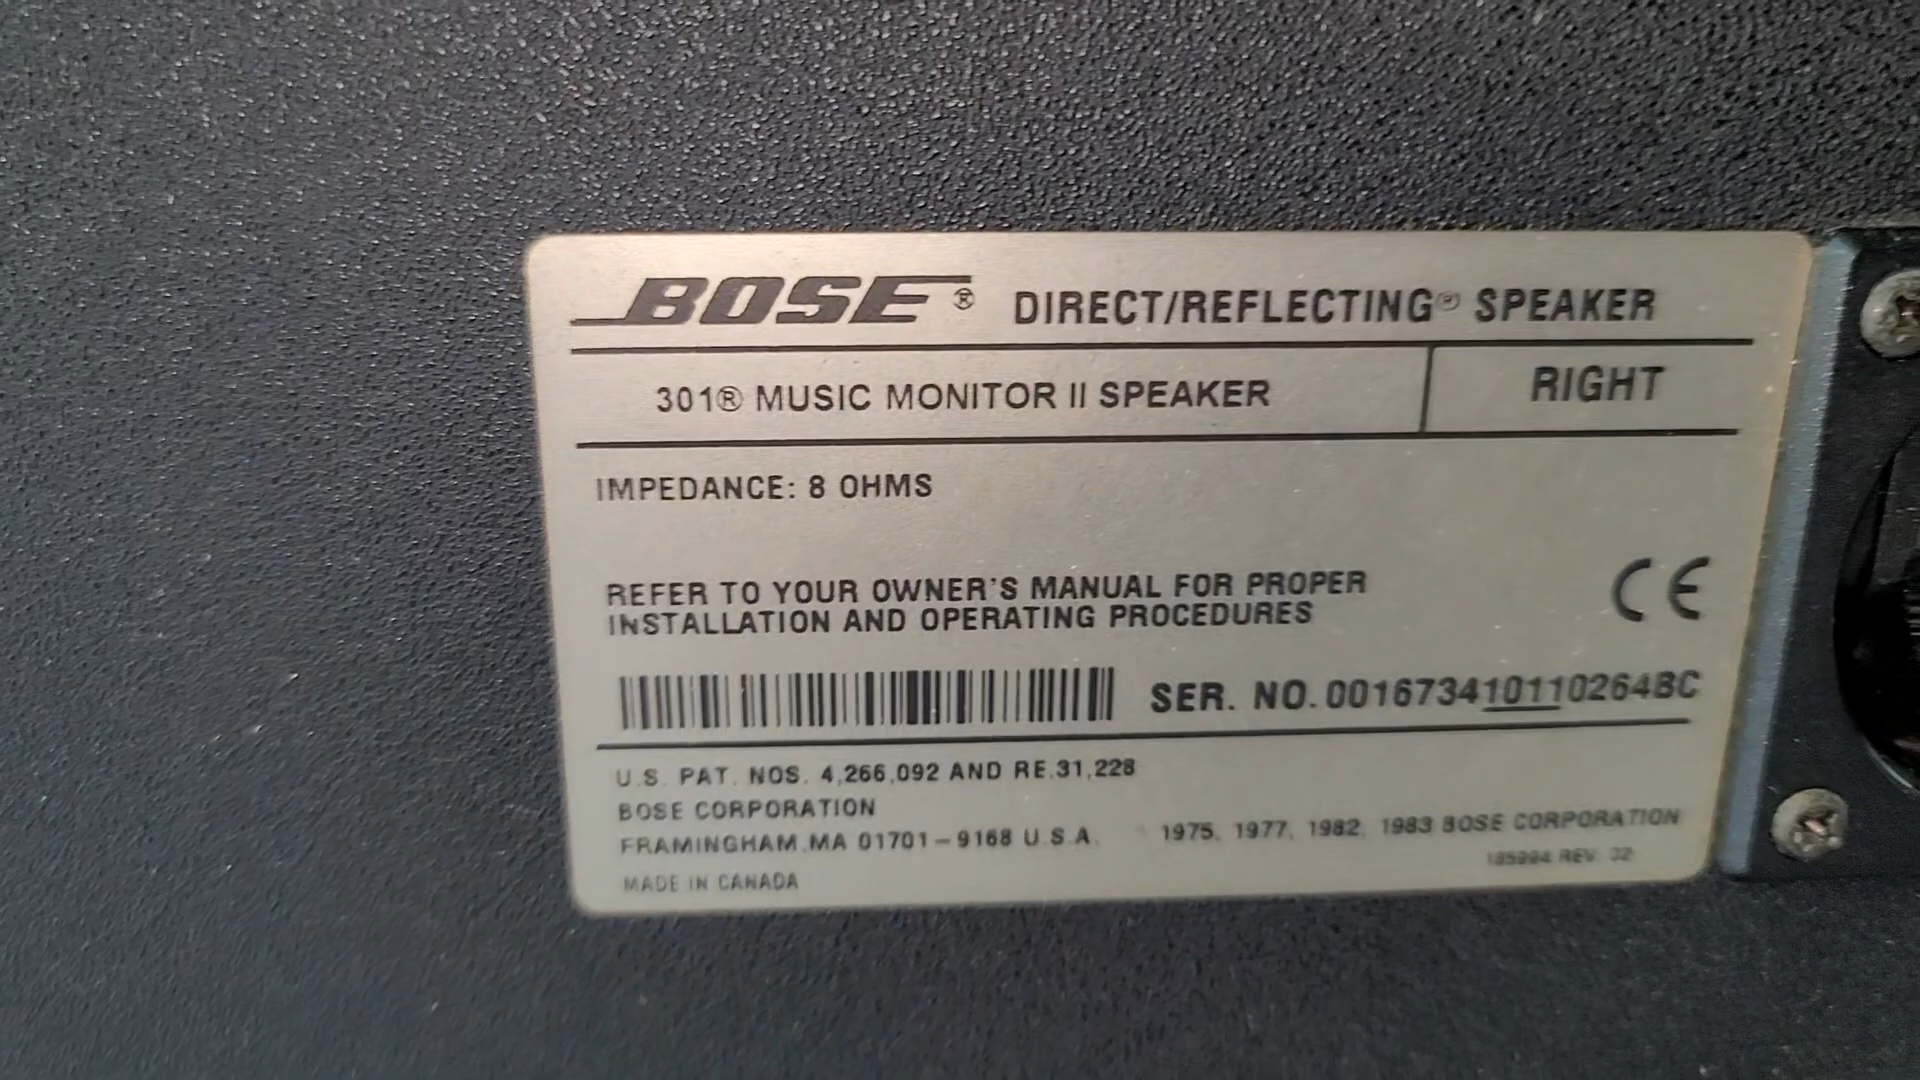 BOSE® DIRECT/REFLECTING® SPEAKER
301® MUSIC MONITOR II SPEAKER RIGHT
IMPEDANCE: 8 OHMS
REFER TO YOUR OWNER'S MANUAL FOR PROPER
INSTALLATION AND OPERATING PROCEDURES
CE
SER. NO. 001673410110264BC
U.S. PAT. NOS. 4,266,092 AND RE.31,228
BOSE CORPORATION
FRAMINGHAM,MA 01701-9168 U.S.A. 1975, 1977, 1982, 1983 BOSE CORPORATION
REV.
MADE IN CANADA